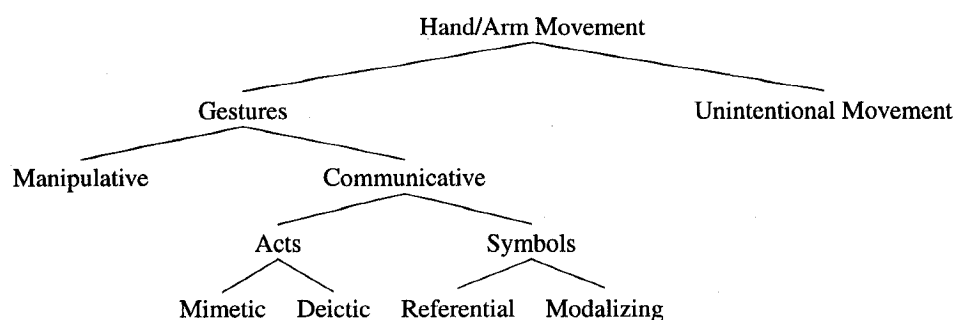 Hand/Arm Movement
Gestures Unintentional Movement
Manipulative Communicative
Acts Symbols
Mimetic Deictic Referential Modalizing